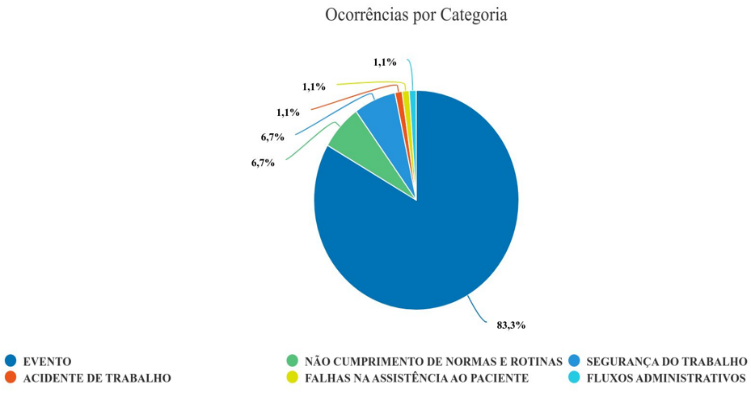 Ocorrências por Categoria
1,1%
1,1%
1,1%
6,7%
6,7%
83,3%
EVENTO
NÃO CUMPRIMENTO DE NORMAS E ROTINAS
SEGURANÇA DO TRABALHO
ACIDENTE DE TRABALHO
FALHAS NA ASSISTÊNCIA AO PACIENTE
FLUXOS ADMINISTRATIVOS